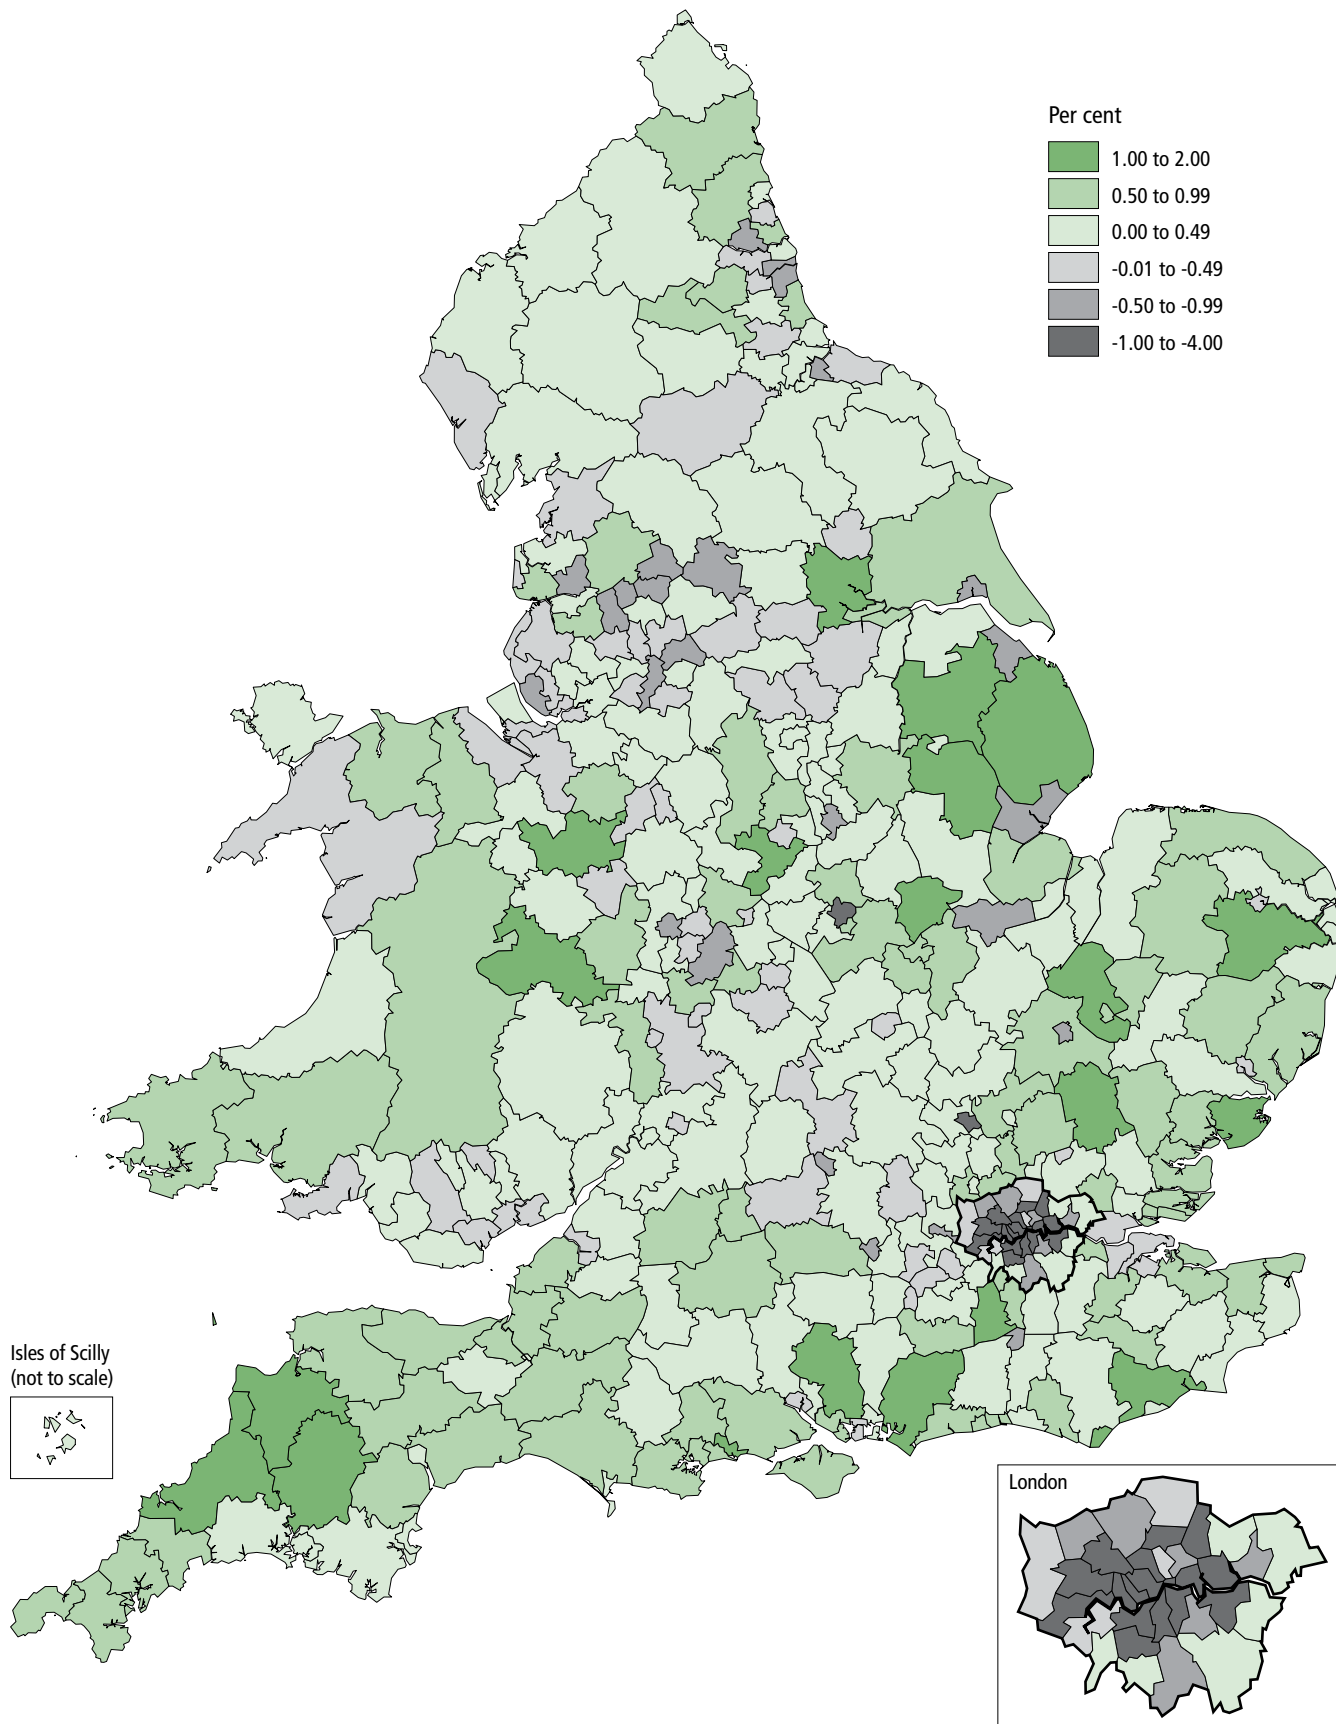 Per cent
1.00 to 2.00
0.50 to 0.99
0.00 to 0.49
-0.01 to -0.49
-0.50 to -0.99
-1.00 to -4.00
Isles of Scilly
(not to scale)
London